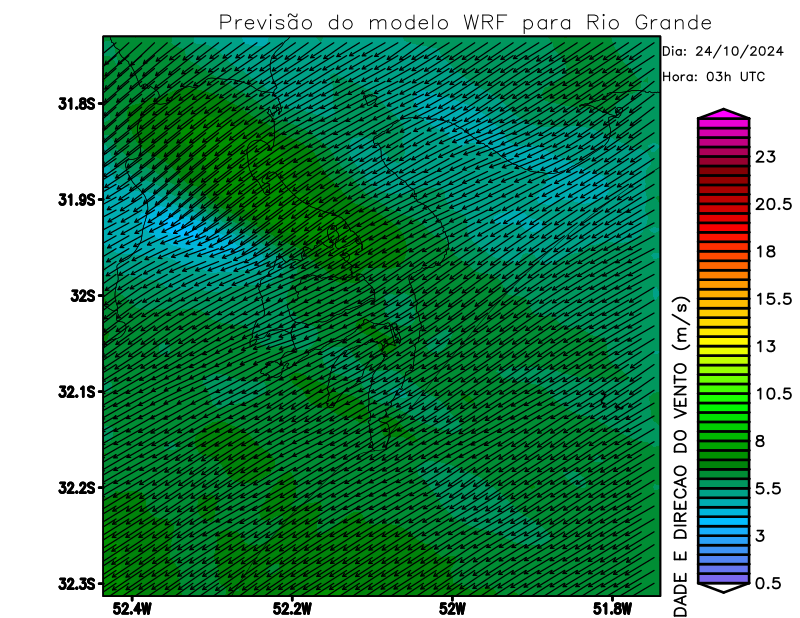 Previsão do modelo WRF para Rio Grande
Dia: 24/10/2024
Hora: 03h UTC
31.8S
31.9S
32S
32.1S
32.2S
32.3S
52.4W
52.2W
52W
51.8W
23
20.5
18
15.5
13
10.5
8
5.5
3
0.5
DADE E DIRECAO DO VENTO (m/s)